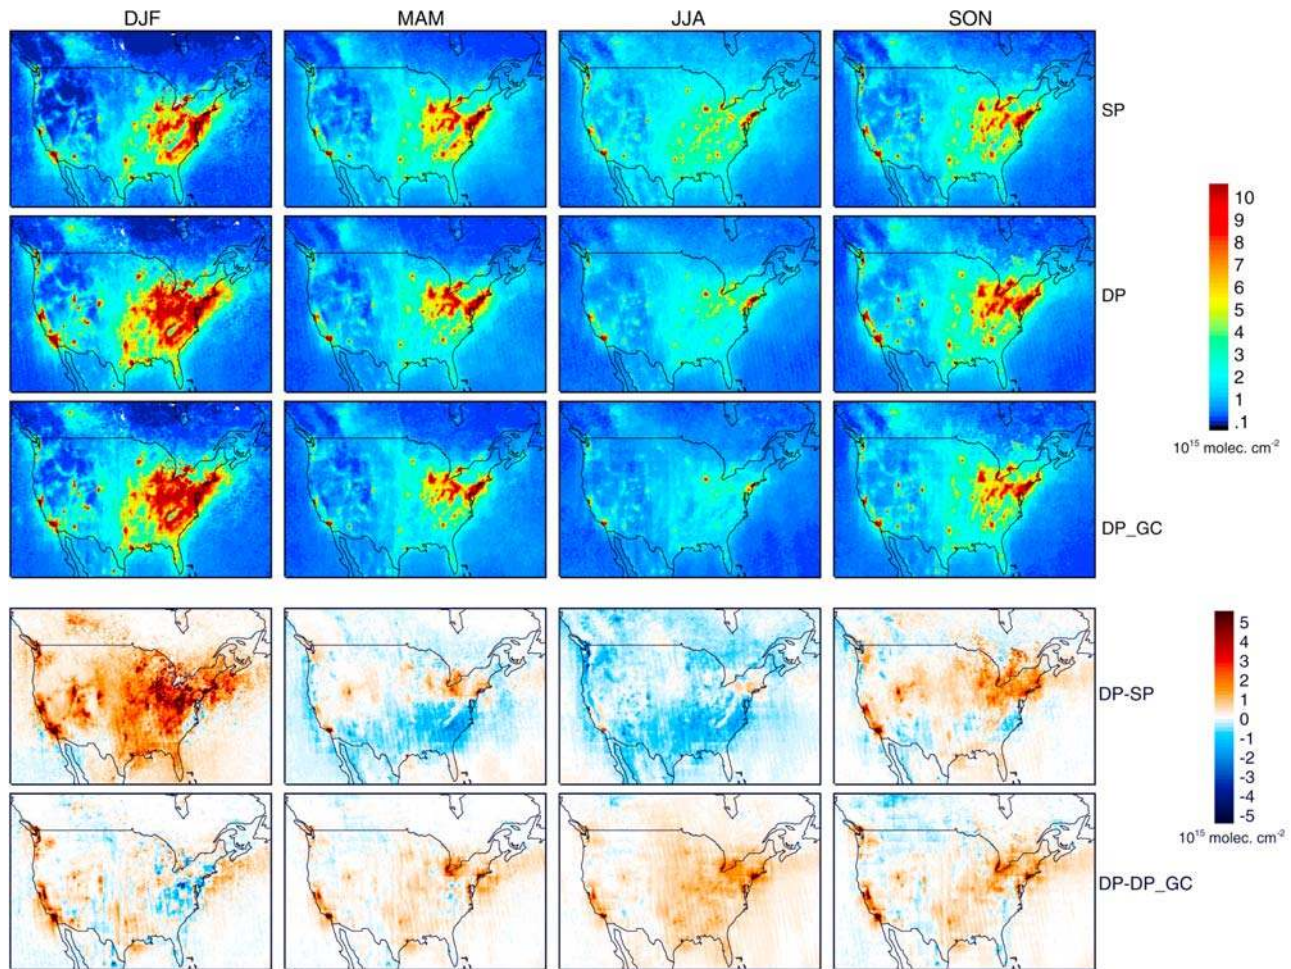 DJF MAM JJA SON
SP
DP
DP_GC
10
9
8
7
6
5
4
3
2
1
.1
10¹⁵ molec. cm⁻²
DP-SP
DP-DP_GC
5
4
3
2
1
0
-1
-2
-3
-4
-5
10¹⁵ molec. cm⁻²